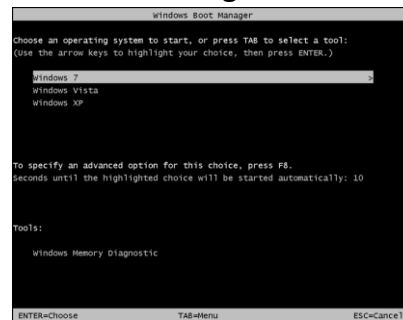 Windows Boot Manager
Choose an operating system to start, or press TAB to select a tool:
(Use the arrow keys to highlight your choice, then press ENTER.)
Windows 7 >
Windows Vista
Windows XP
To specify an advanced option for this choice, press F8.
Seconds until the highlighted choice will be started automatically: 10
Tools:
Windows Memory Diagnostic
ENTER=Choose TAB=Menu ESC=Cancel